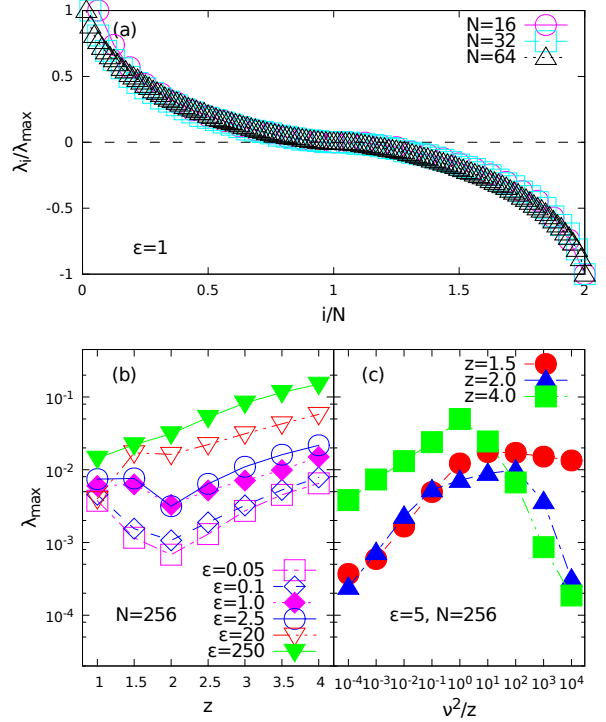 (a)
N=16
N=32
N=64
1
0.5
0
-0.5
-1
λi/λmax
ε=1
0 0.5 1 1.5 2
i/N
(b)
10⁻¹
10⁻²
10⁻³
10⁻⁴
λmax
ε=0.05
ε=0.1
ε=1.0
ε=2.5
ε=20
ε=250
N=256
1 1.5 2 2.5 3 3.5 4
z
(c)
z=1.5
z=2.0
z=4.0
ε=5, N=256
10⁻⁴ 10⁻³ 10⁻² 10⁻¹ 10⁰ 10¹ 10² 10³ 10⁴
ν²/z